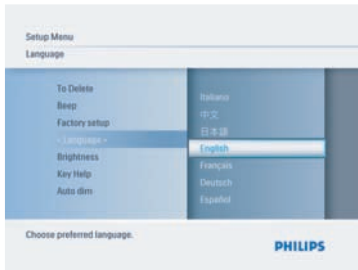 Setup Menu
Language
To Delete
Beep
Factory setup
- Language -
Brightness
Key Help
Auto dim
Italiano
中文
日本語
English
Français
Deutsch
Español
Choose preferred language.
PHILIPS